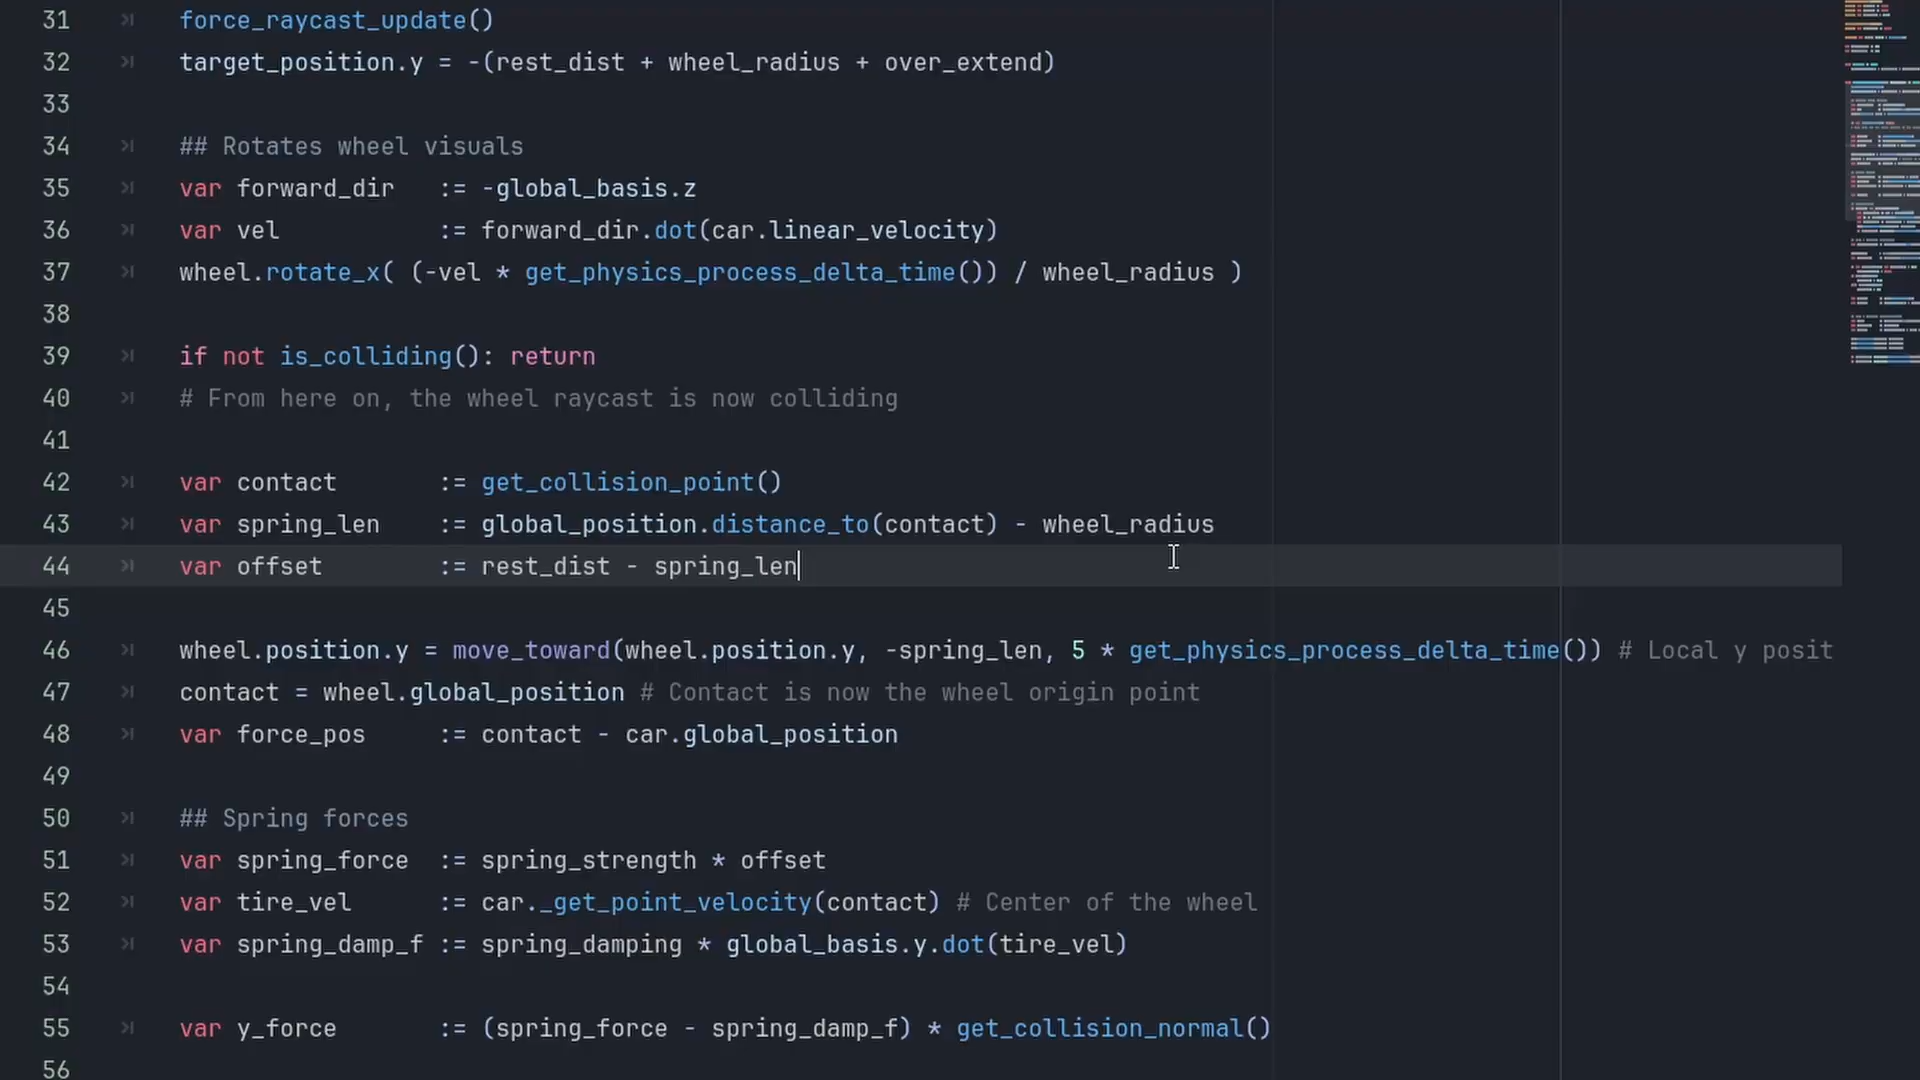 31 force_raycast_update()
32 target_position.y = -(rest_dist + wheel_radius + over_extend)
33
34 ## Rotates wheel visuals
35 var forward_dir   := -global_basis.z
36 var vel           := forward_dir.dot(car.linear_velocity)
37 wheel.rotate_x( (-vel * get_physics_process_delta_time()) / wheel_radius )
38
39 if not is_colliding(): return
40 # From here on, the wheel raycast is now colliding
41
42 var contact       := get_collision_point()
43 var spring_len    := global_position.distance_to(contact) - wheel_radius
44 var offset        := rest_dist - spring_len
45
46 wheel.position.y = move_toward(wheel.position.y, -spring_len, 5 * get_physics_process_delta_time()) # Local y posit
47 contact = wheel.global_position # Contact is now the wheel origin point
48 var force_pos     := contact - car.global_position
49
50 ## Spring forces
51 var spring_force  := spring_strength * offset
52 var tire_vel      := car._get_point_velocity(contact) # Center of the wheel
53 var spring_damp_f := spring_damping * global_basis.y.dot(tire_vel)
54
55 var y_force       := (spring_force - spring_damp_f) * get_collision_normal()
56